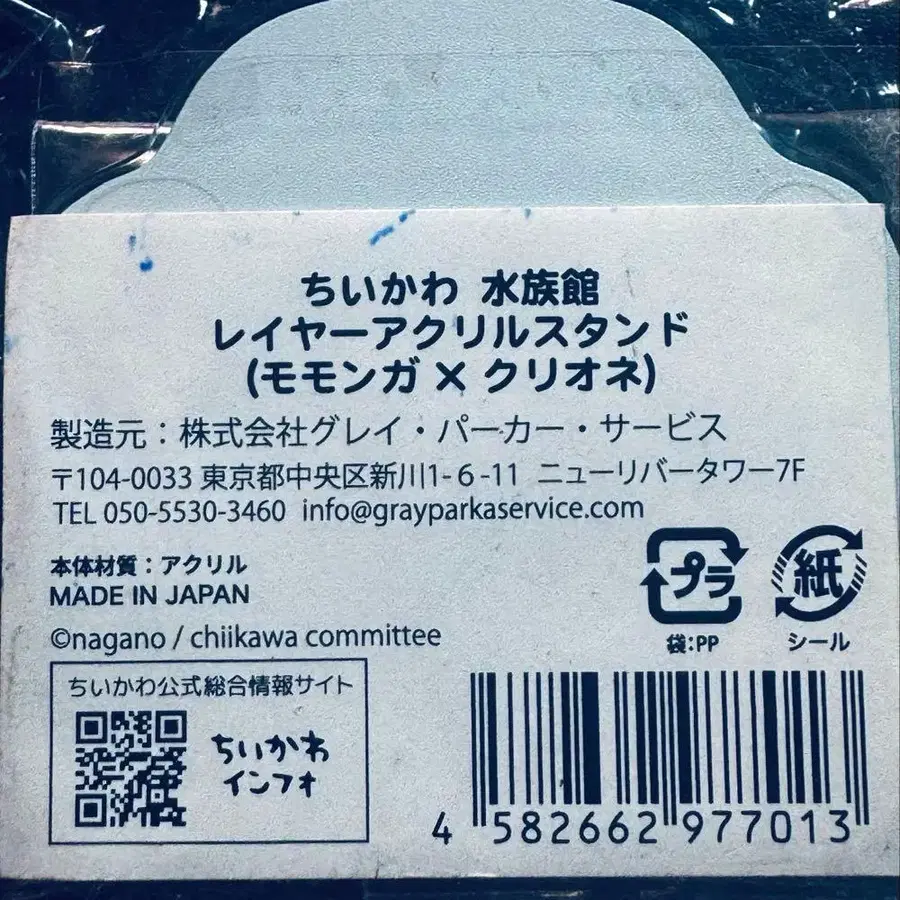 ちいかわ 水族館
レイヤーアクリルスタンド
(モモンガ × クリオネ)
製造元：株式会社グレイ・パーカー・サービス
〒104-0033 東京都中央区新川1-6-11 ニューリバータワー7F
TEL 050-5530-3460 info@grayparkaservice.com
本体材質：アクリル
MADE IN JAPAN
©nagano / chiikawa committee
プラ
袋:PP
紙
シール
ちいかわ公式総合情報サイト
ちいかわ
インフォ
4 582662 977013